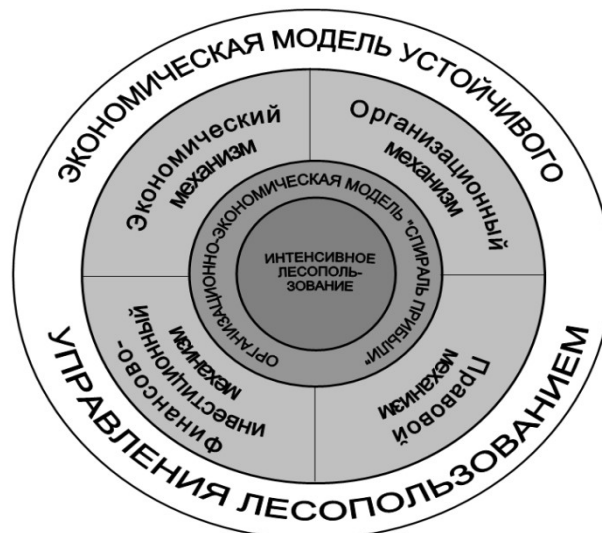 ЭКОНОМИЧЕСКАЯ МОДЕЛЬ УСТОЙЧИВОГО
УПРАВЛЕНИЯ ЛЕСОПОЛЬЗОВАНИЕМ
Экономический
механизм
Организационный
механизм
ОРГАНИЗАЦИОННО-ЭКОНОМИЧЕСКАЯ МОДЕЛЬ "СПИРАЛЬ ПРИБЫЛИ"
ИНТЕНСИВНОЕ
ЛЕСОПОЛЬ-
ЗОВАНИЕ
Финансово-
инвестиционный
механизм
Правовой
механизм